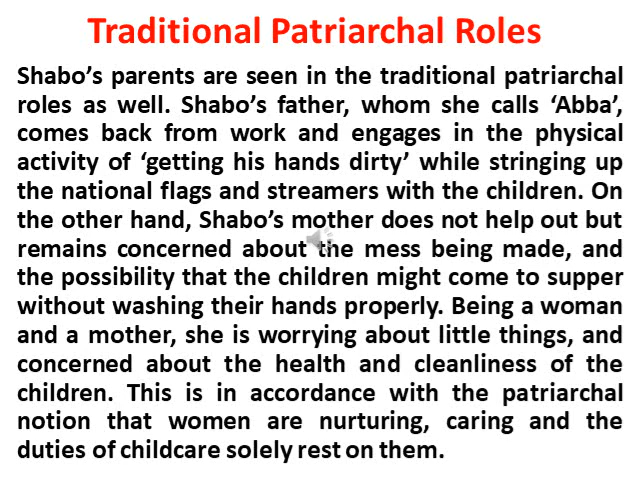 Traditional Patriarchal Roles
Shabo’s parents are seen in the traditional patriarchal
roles as well. Shabo’s father, whom she calls ‘Abba’,
comes back from work and engages in the physical
activity of ‘getting his hands dirty’ while stringing up
the national flags and streamers with the children. On
the other hand, Shabo’s mother does not help out but
remains concerned about the mess being made, and
the possibility that the children might come to supper
without washing their hands properly. Being a woman
and a mother, she is worrying about little things, and
concerned about the health and cleanliness of the
children. This is in accordance with the patriarchal
notion that women are nurturing, caring and the
duties of childcare solely rest on them.